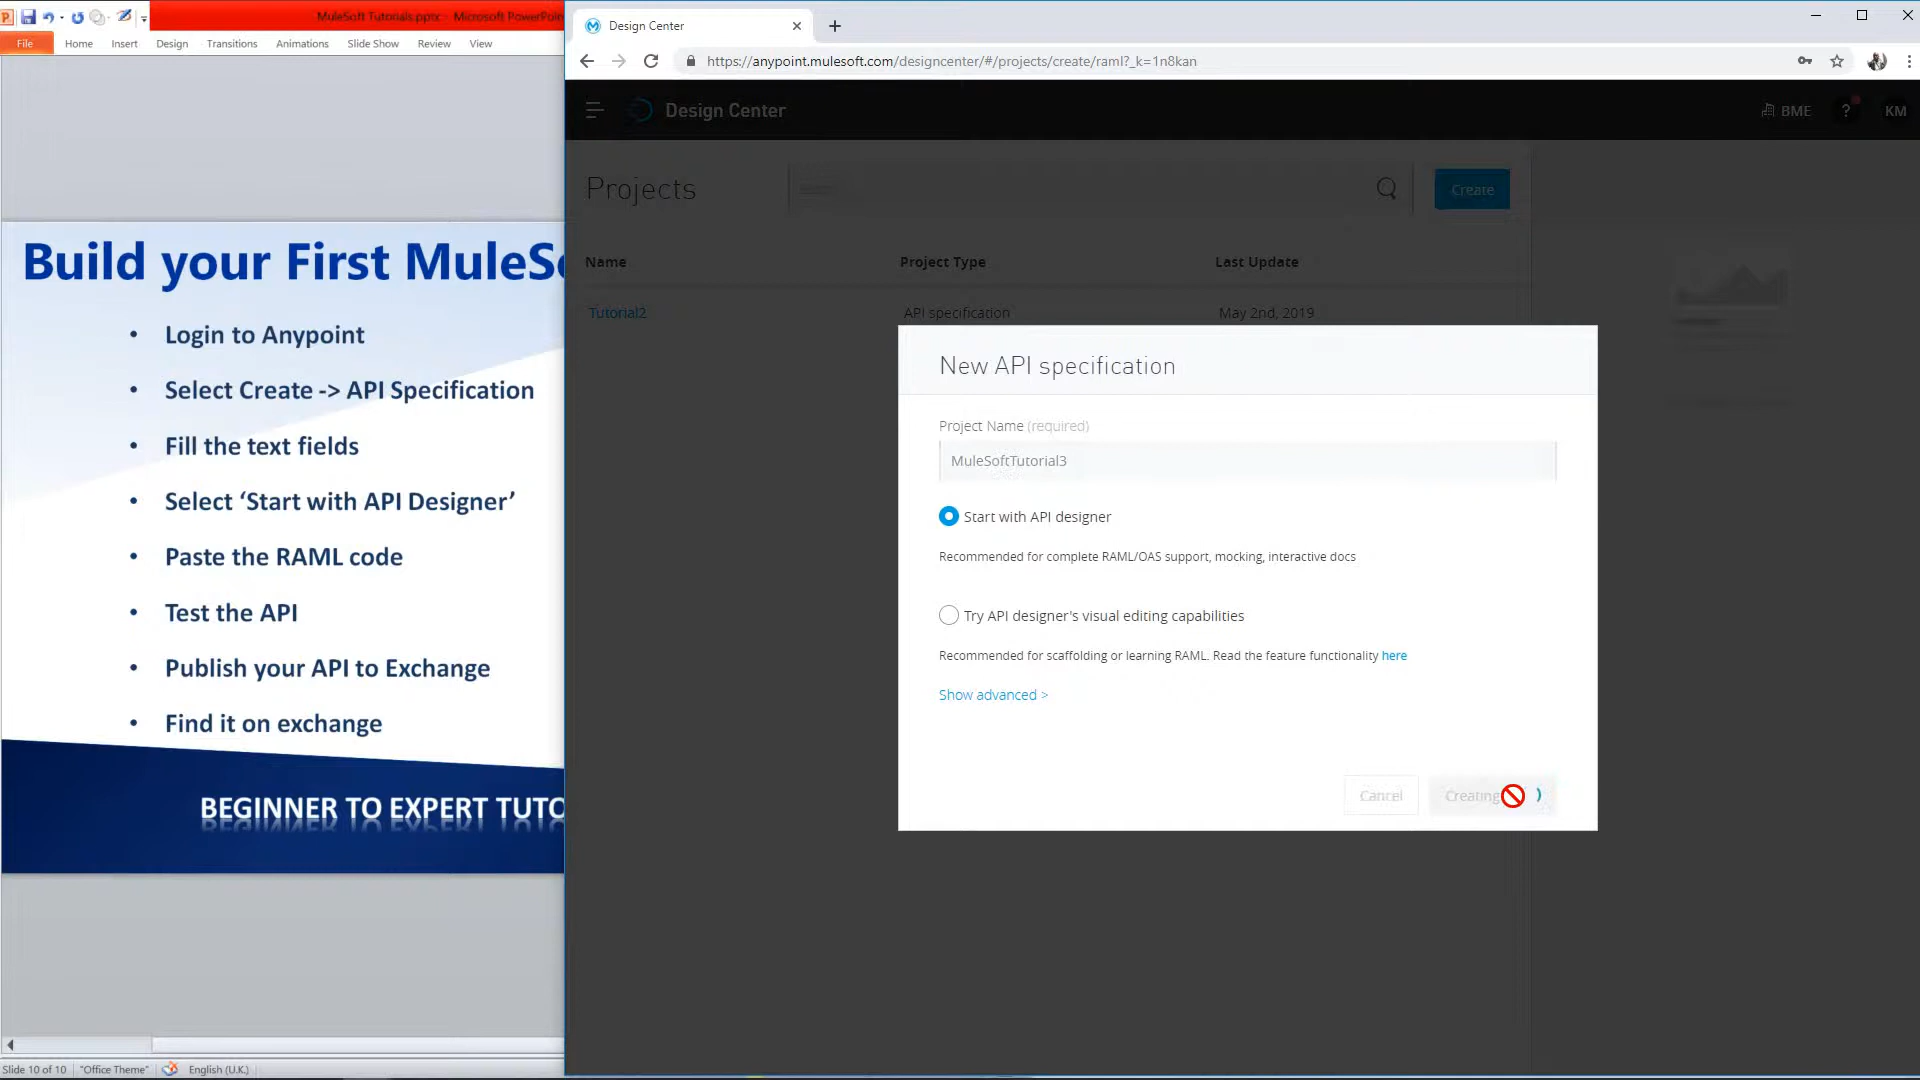 MuleSoft Tutorials.pptx - Microsoft PowerPoin
File Home Insert Design Transitions Animations Slide Show Review View
Build your First MuleSo
• Login to Anypoint
• Select Create -> API Specification
• Fill the text fields
• Select ‘Start with API Designer’
• Paste the RAML code
• Test the API
• Publish your API to Exchange
• Find it on exchange
BEGINNER TO EXPERT TUTO
Slide 10 of 10 "Office Theme" English (U.K.)
Design Center
https://anypoint.mulesoft.com/designcenter/#/projects/create/raml?_k=1n8kan
Design Center BME ? KM
Projects Create
Name Project Type Last Update
Tutorial2 API specification May 2nd, 2019
New API specification
Project Name (required)
MuleSoftTutorial3
Start with API designer
Recommended for complete RAML/OAS support, mocking, interactive docs
Try API designer's visual editing capabilities
Recommended for scaffolding or learning RAML. Read the feature functionality here
Show advanced >
Cancel Creating